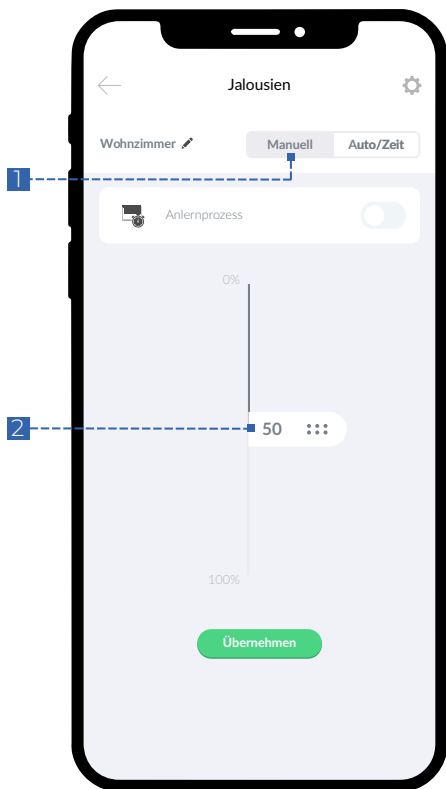 Jalousien
Wohnzimmer
Manuell
Auto/Zeit
1
Anlernprozess
0%
2
50
100%
Übernehmen